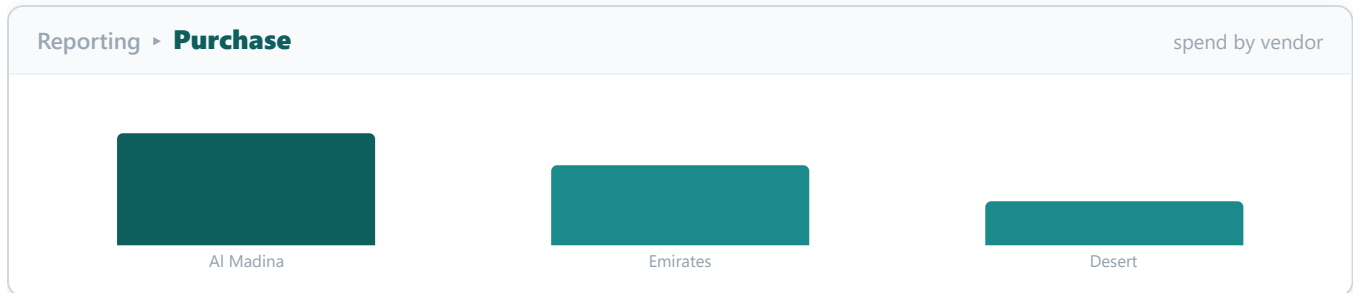 Reporting ▸ Purchase
spend by vendor
Al Madina
Emirates
Desert